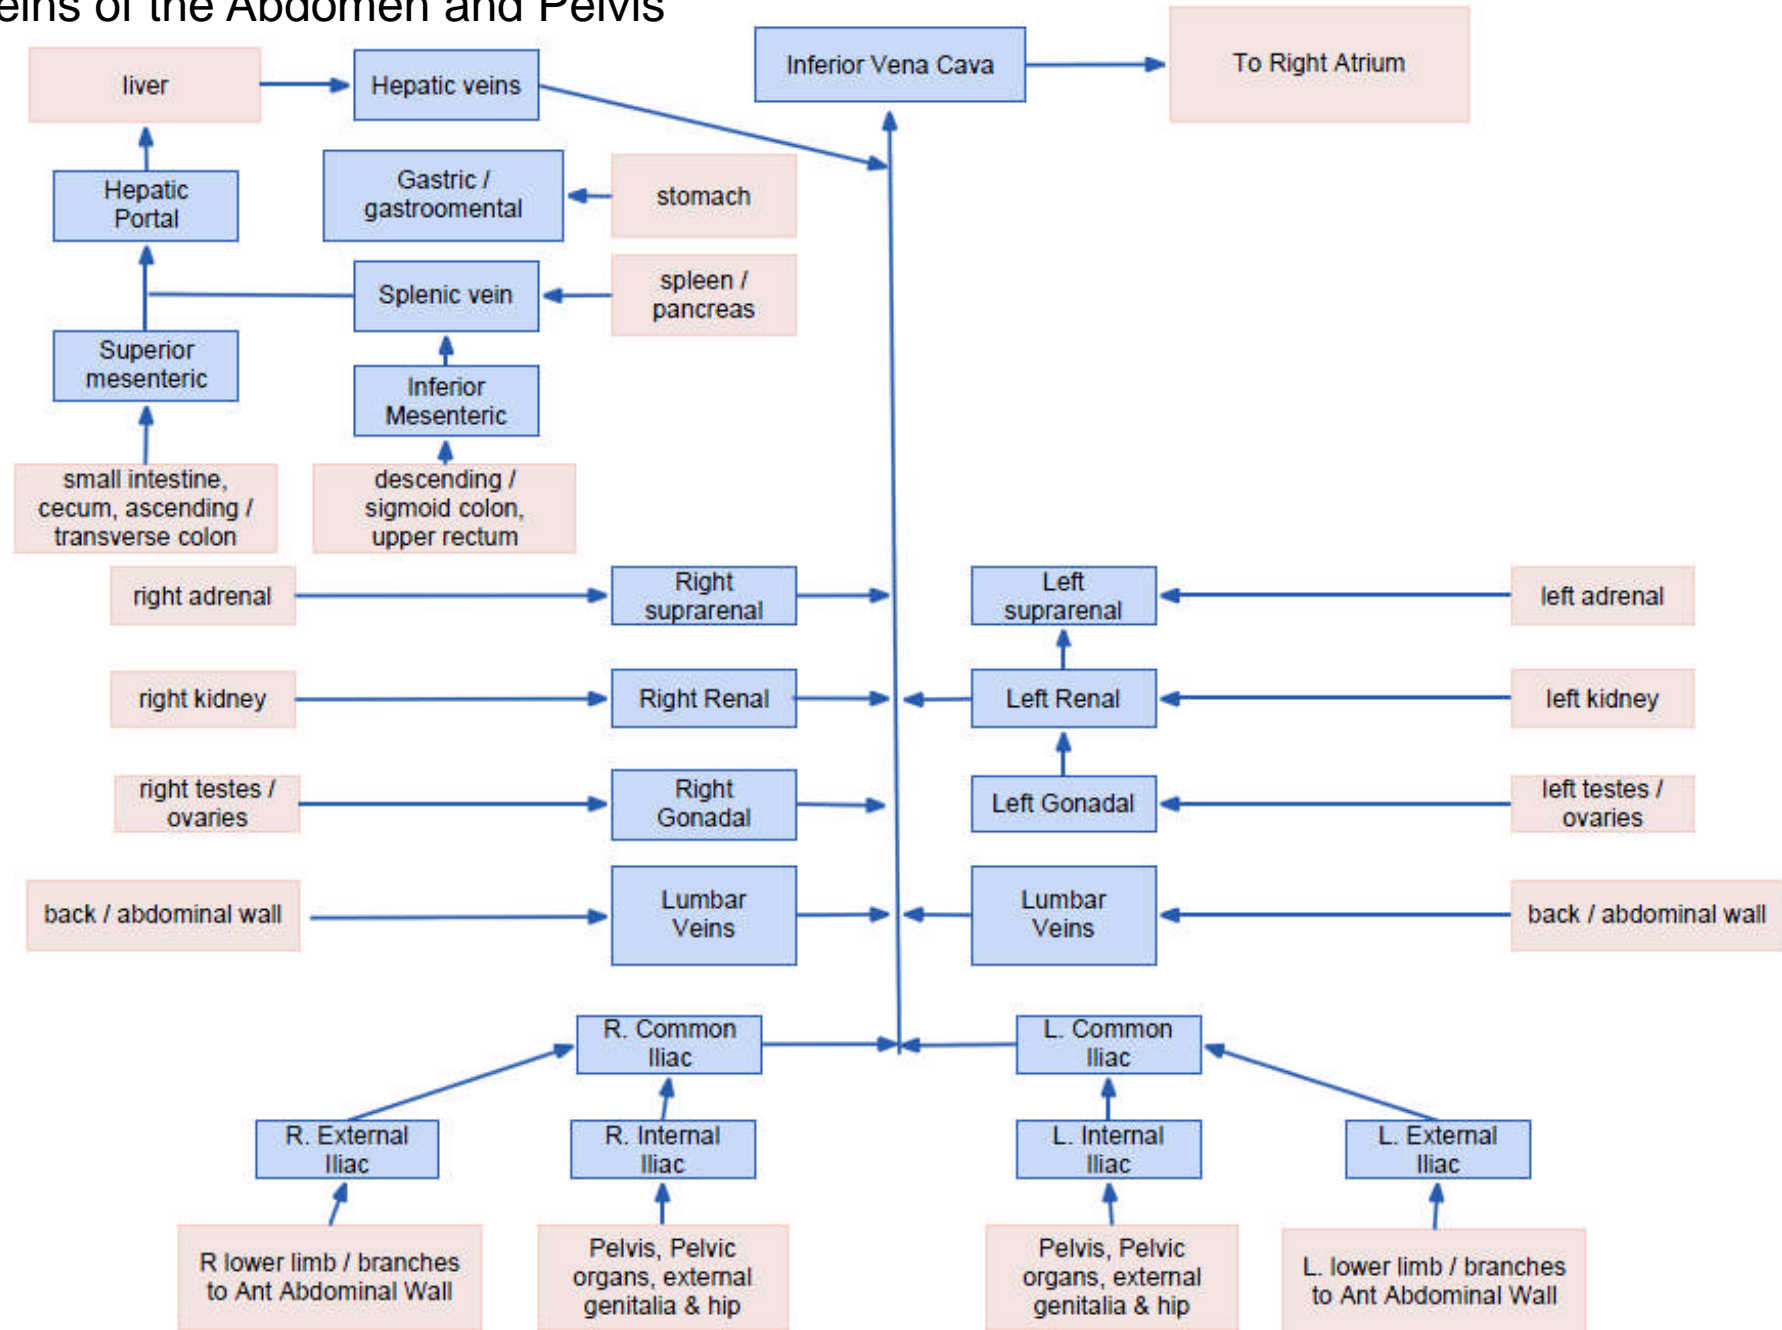 eins of the Abdomen and Pelvis
liver
Hepatic veins
Inferior Vena Cava
To Right Atrium
Hepatic
Portal
Gastric /
gastroomental
stomach
Splenic vein
spleen /
pancreas
Superior
mesenteric
Inferior
Mesenteric
small intestine,
cecum, ascending /
transverse colon
descending /
sigmoid colon,
upper rectum
right adrenal
Right
suprarenal
Left
suprarenal
left adrenal
right kidney
Right Renal
Left Renal
left kidney
right testes /
ovaries
Right
Gonadal
Left Gonadal
left testes /
ovaries
back / abdominal wall
Lumbar
Veins
Lumbar
Veins
back / abdominal wall
R. Common
Iliac
L. Common
Iliac
R. External
Iliac
R. Internal
Iliac
L. Internal
Iliac
L. External
Iliac
R lower limb / branches
to Ant Abdominal Wall
Pelvis, Pelvic
organs, external
genitalia & hip
Pelvis, Pelvic
organs, external
genitalia & hip
L. lower limb / branches
to Ant Abdominal Wall